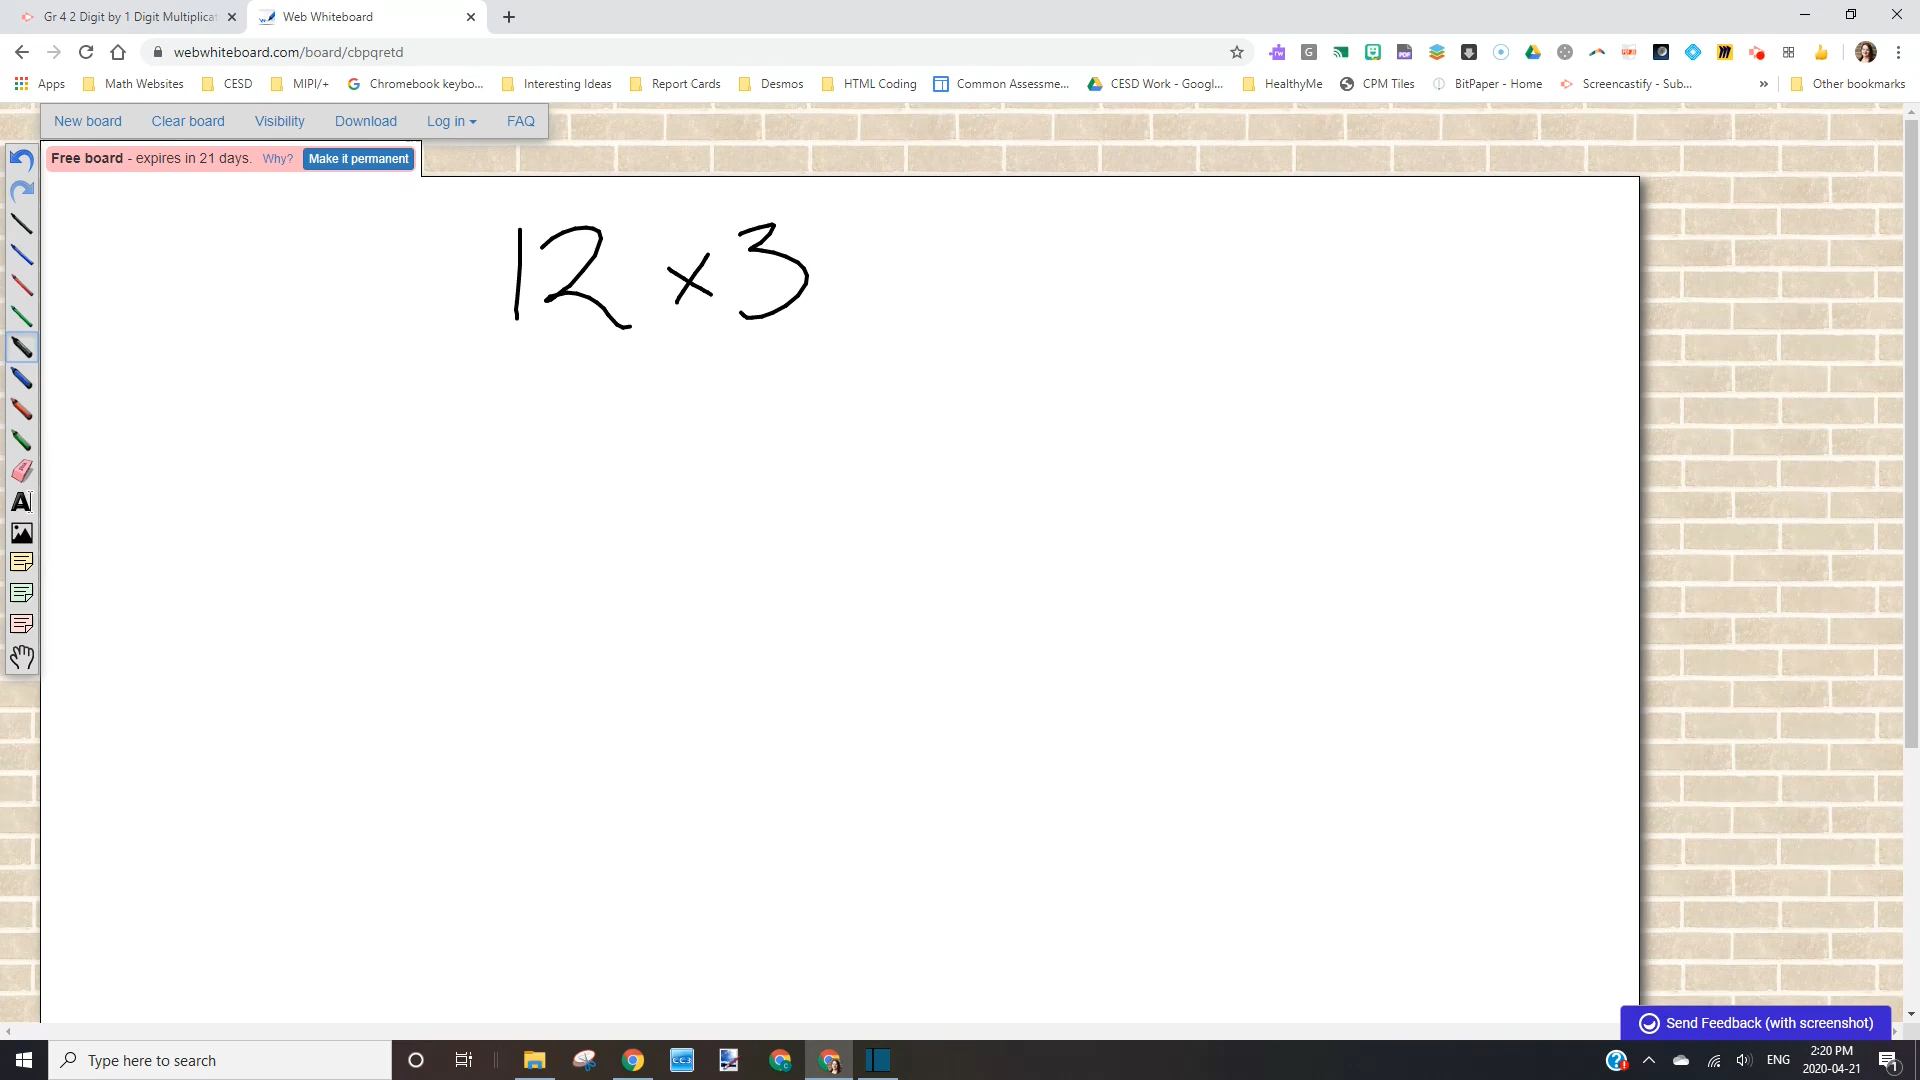 Gr 4 2 Digit by 1 Digit Multiplicat
Web Whiteboard
webwhiteboard.com/board/cbpqretd
Apps Math Websites CESD MIPI/+ Chromebook keybo... Interesting Ideas Report Cards Desmos HTML Coding Common Assessme... CESD Work - Googl... HealthyMe CPM Tiles BitPaper - Home Screencastify - Sub... » Other bookmarks
New board Clear board Visibility Download Log in FAQ
Free board - expires in 21 days. Why? Make it permanent
12 x 3
A
Send Feedback (with screenshot)
Type here to search
CC3
ENG
2:20 PM
2020-04-21
1